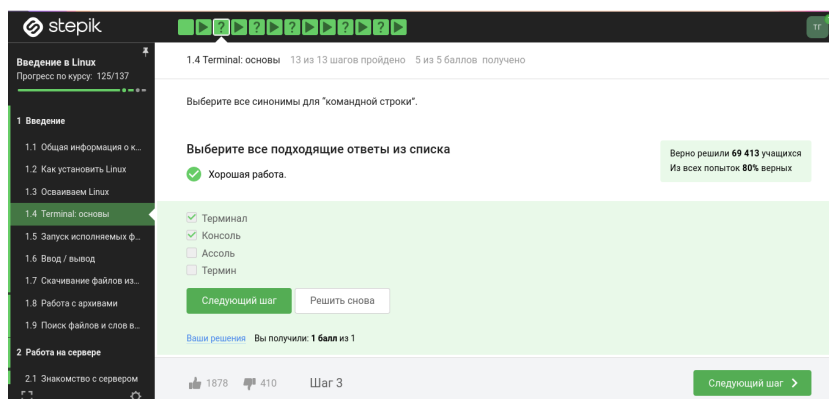 stepik
ТГ
Введение в Linux
Прогресс по курсу: 125/137
1 Введение
1.1 Общая информация о к...
1.2 Как установить Linux
1.3 Осваиваем Linux
1.4 Terminal: основы
1.5 Запуск исполняемых ф...
1.6 Ввод / вывод
1.7 Скачивание файлов из...
1.8 Работа с архивами
1.9 Поиск файлов и слов в...
2 Работа на сервере
2.1 Знакомство с сервером
1.4 Terminal: основы 13 из 13 шагов пройдено 5 из 5 баллов получено
Выберите все синонимы для "командной строки".
Выберите все подходящие ответы из списка
Хорошая работа.
Верно решили 69 413 учащихся
Из всех попыток 80% верных
Терминал
Консоль
Ассоль
Термин
Следующий шаг
Решить снова
Ваши решения Вы получили: 1 балл из 1
1878 410 Шаг 3
Следующий шаг